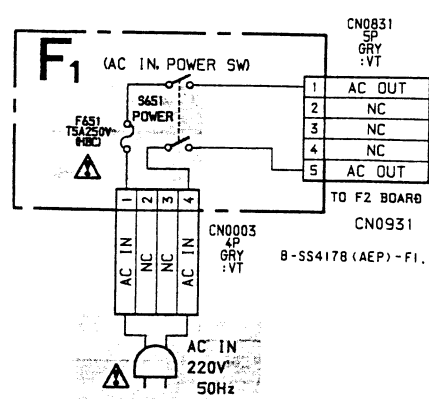 CN0831
5P
GRY
:VT
F1 (AC IN, POWER SW)
1 AC OUT
2 NC
3 NC
4 NC
5 AC OUT
S651
POWER
F651
T5A250V
(HBC)
TO F2 BOARD
CN0931
1 2 3 4
AC IN
NC
NC
AC IN
CN0003
4P
GRY
:VT
B-SS4178(AEP)-F1.
AC IN
220V
50Hz